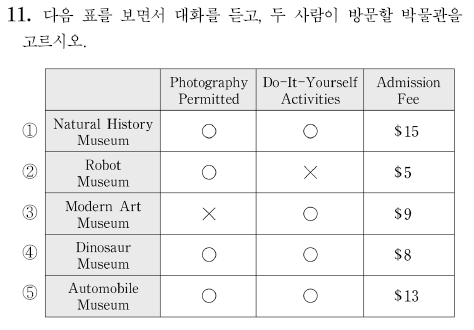 11. 다음 표를 보면서 대화를 듣고, 두 사람이 방문할 박물관을
고르시오.
Photography Permitted Do-It-Yourself Activities Admission Fee
① Natural History Museum ○ ○ $15
② Robot Museum ○ × $5
③ Modern Art Museum × ○ $9
④ Dinosaur Museum ○ ○ $8
⑤ Automobile Museum ○ ○ $13